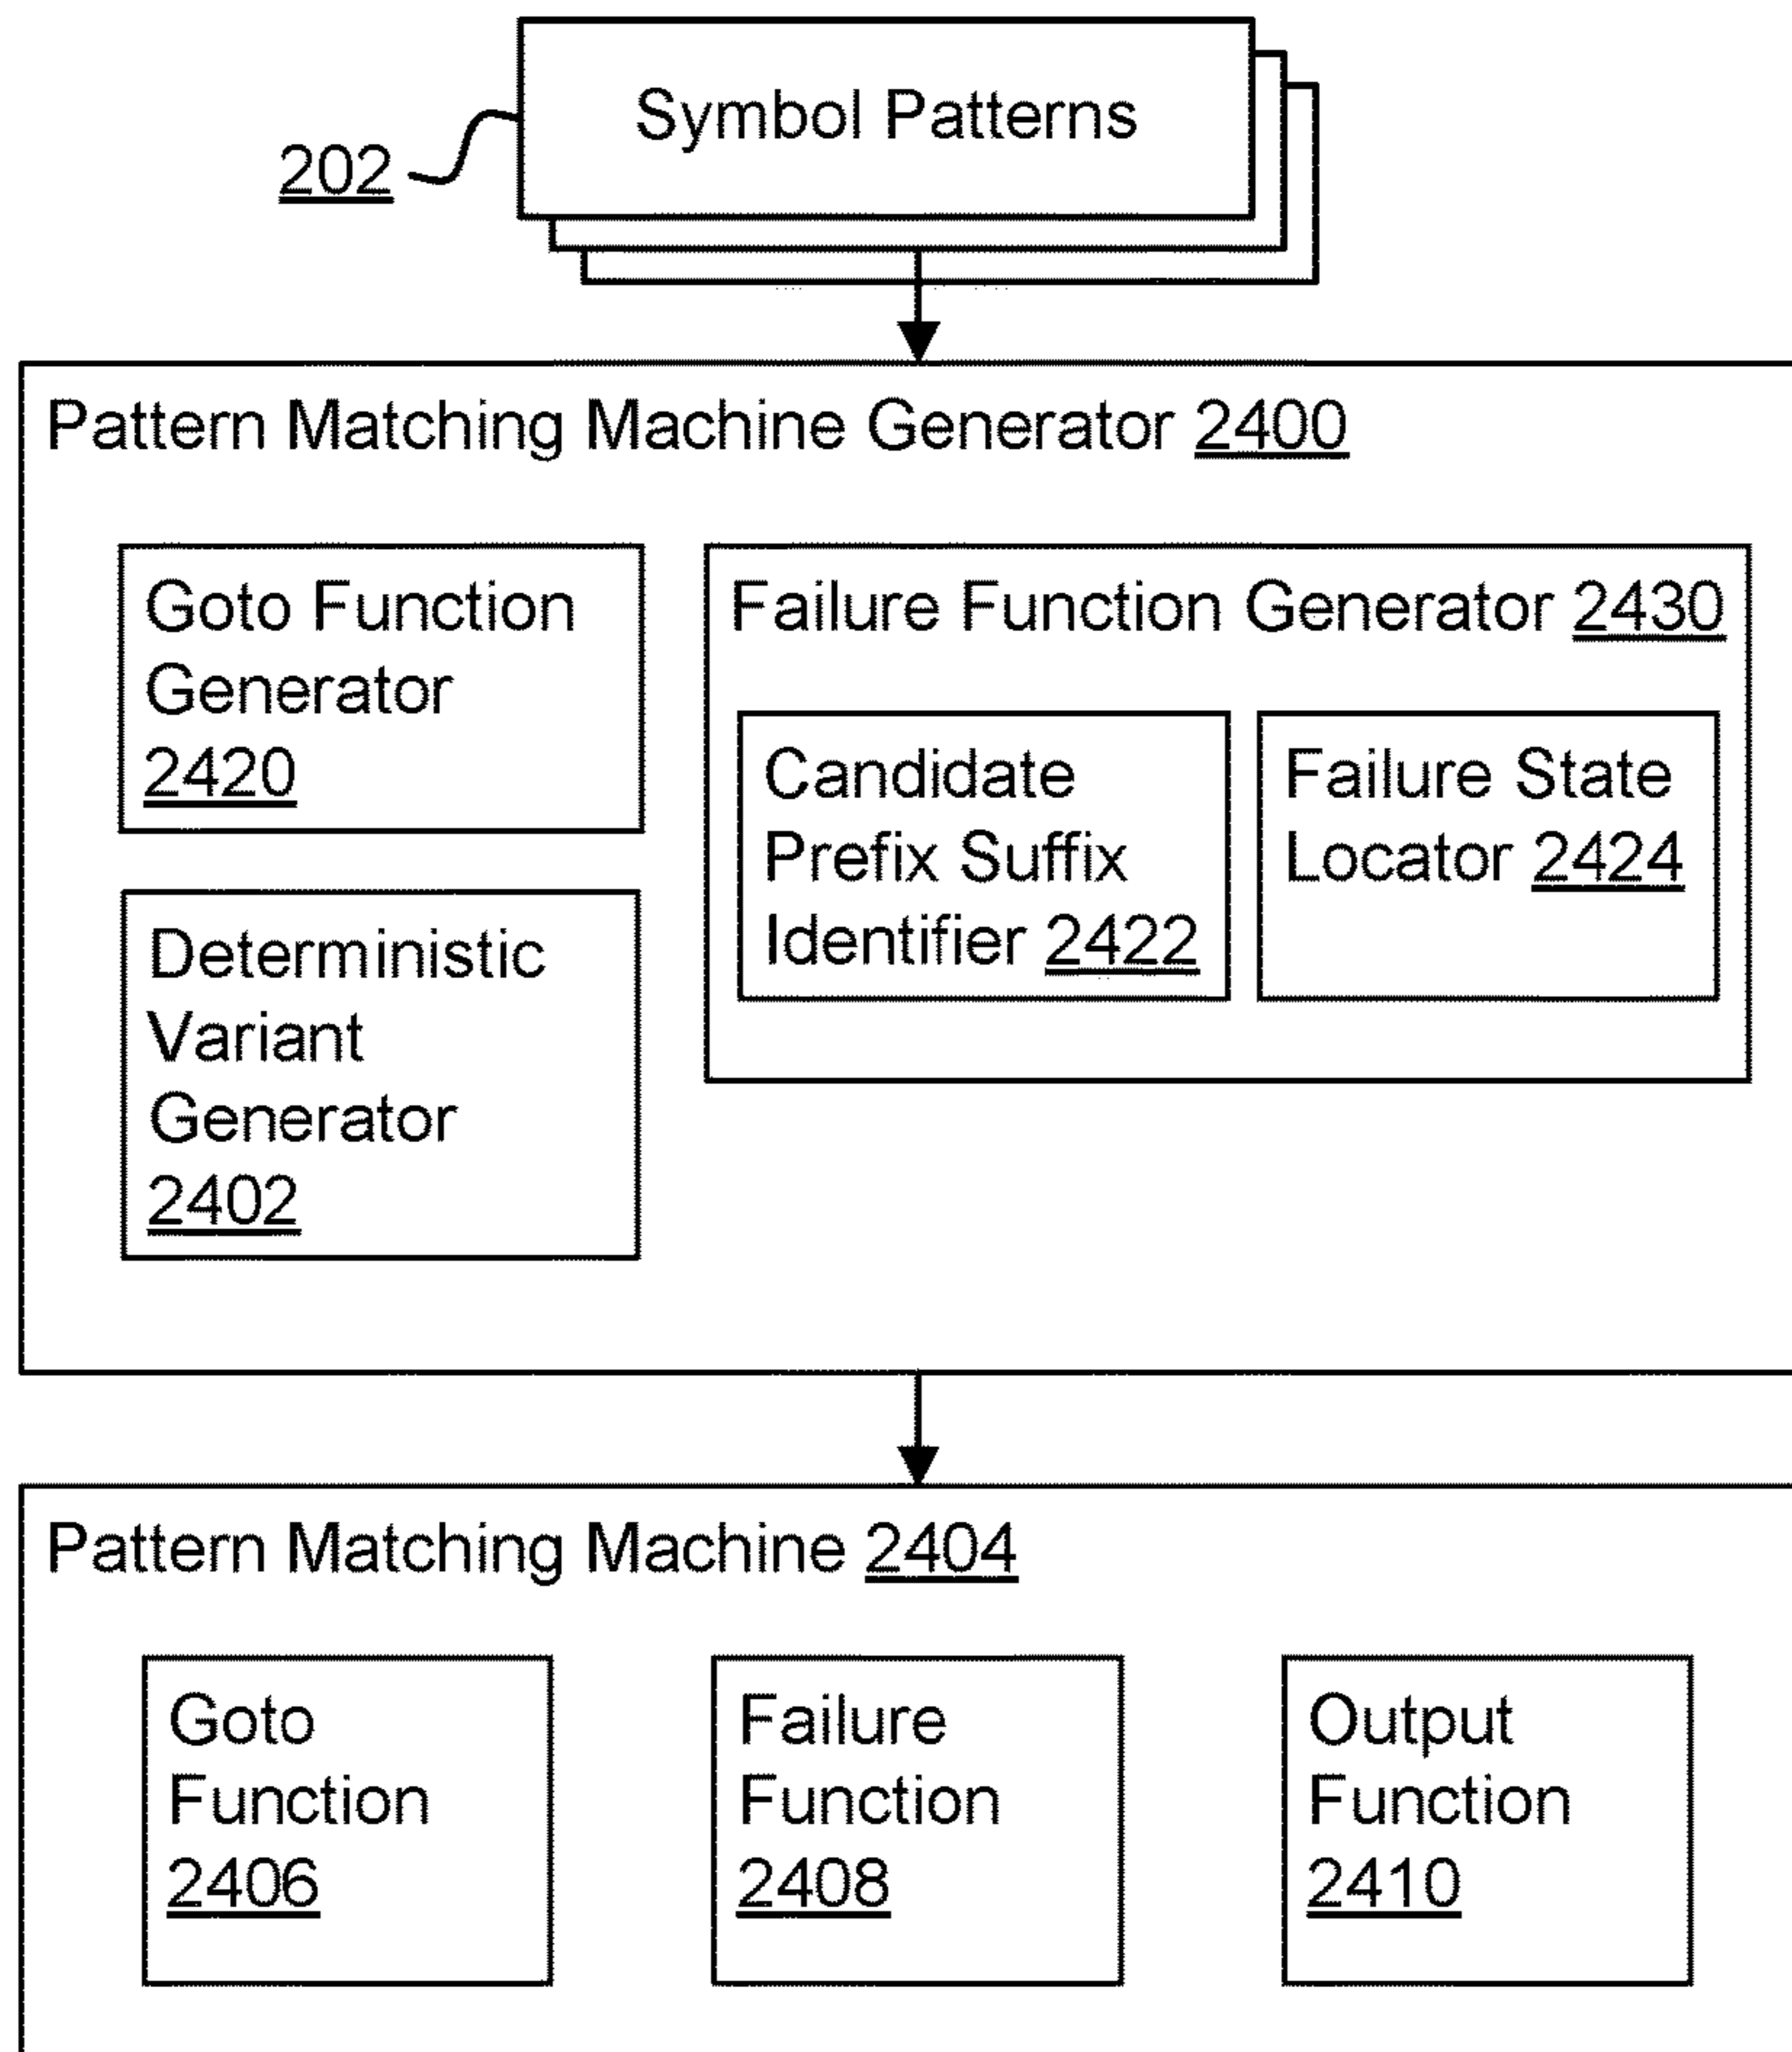 Symbol Patterns
202
Pattern Matching Machine Generator 2400
Goto Function
Generator
2420
Failure Function Generator 2430
Candidate
Prefix Suffix
Identifier 2422
Failure State
Locator 2424
Deterministic
Variant
Generator
2402
Pattern Matching Machine 2404
Goto
Function
2406
Failure
Function
2408
Output
Function
2410